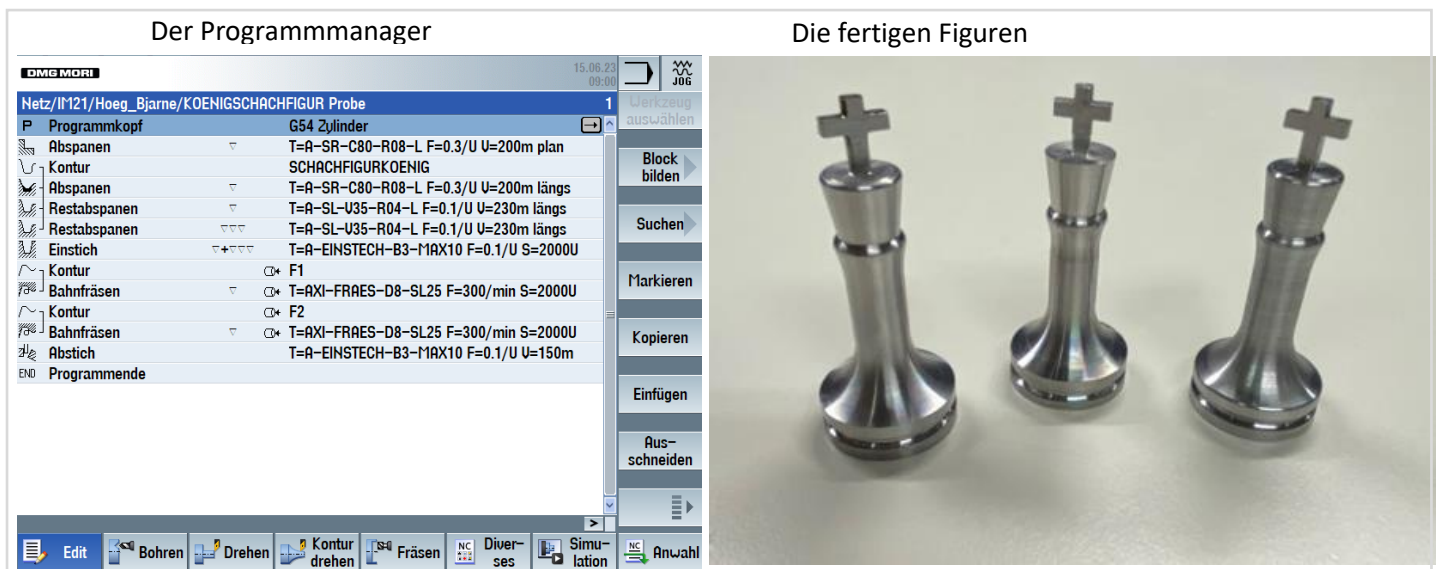 Der Programmmanager
Die fertigen Figuren
DMG MORI
15.06.23
09:00
JOG
Netz/IM21/Hoeg_Bjarne/KOENIGSCHACHFIGUR Probe 1
P Programmkopf G54 Zylinder
Abspanen ▽ T=A-SR-C80-R08-L F=0.3/U V=200m plan
Kontur SCHACHFIGURKOENIG
Abspanen ▽ T=A-SR-C80-R08-L F=0.3/U V=200m längs
Restabspanen ▽ T=A-SL-V35-R04-L F=0.1/U V=230m längs
Restabspanen ▽▽▽ T=A-SL-V35-R04-L F=0.1/U V=230m längs
Einstich ▽+▽▽▽ T=A-EINSTECH-B3-MAX10 F=0.1/U S=2000U
Kontur F1
Bahnfräsen ▽ T=AXI-FRAES-D8-SL25 F=300/min S=2000U
Kontur F2
Bahnfräsen ▽ T=AXI-FRAES-D8-SL25 F=300/min S=2000U
Abstich T=A-EINSTECH-B3-MAX10 F=0.1/U V=150m
END Programmende
Werkzeug
auswählen
Block
bilden
Suchen
Markieren
Kopieren
Einfügen
Aus-
schneiden
Edit
Bohren
Drehen
Kontur
drehen
Fräsen
NC
Diver-
ses
Simu-
lation
NC
Anwahl